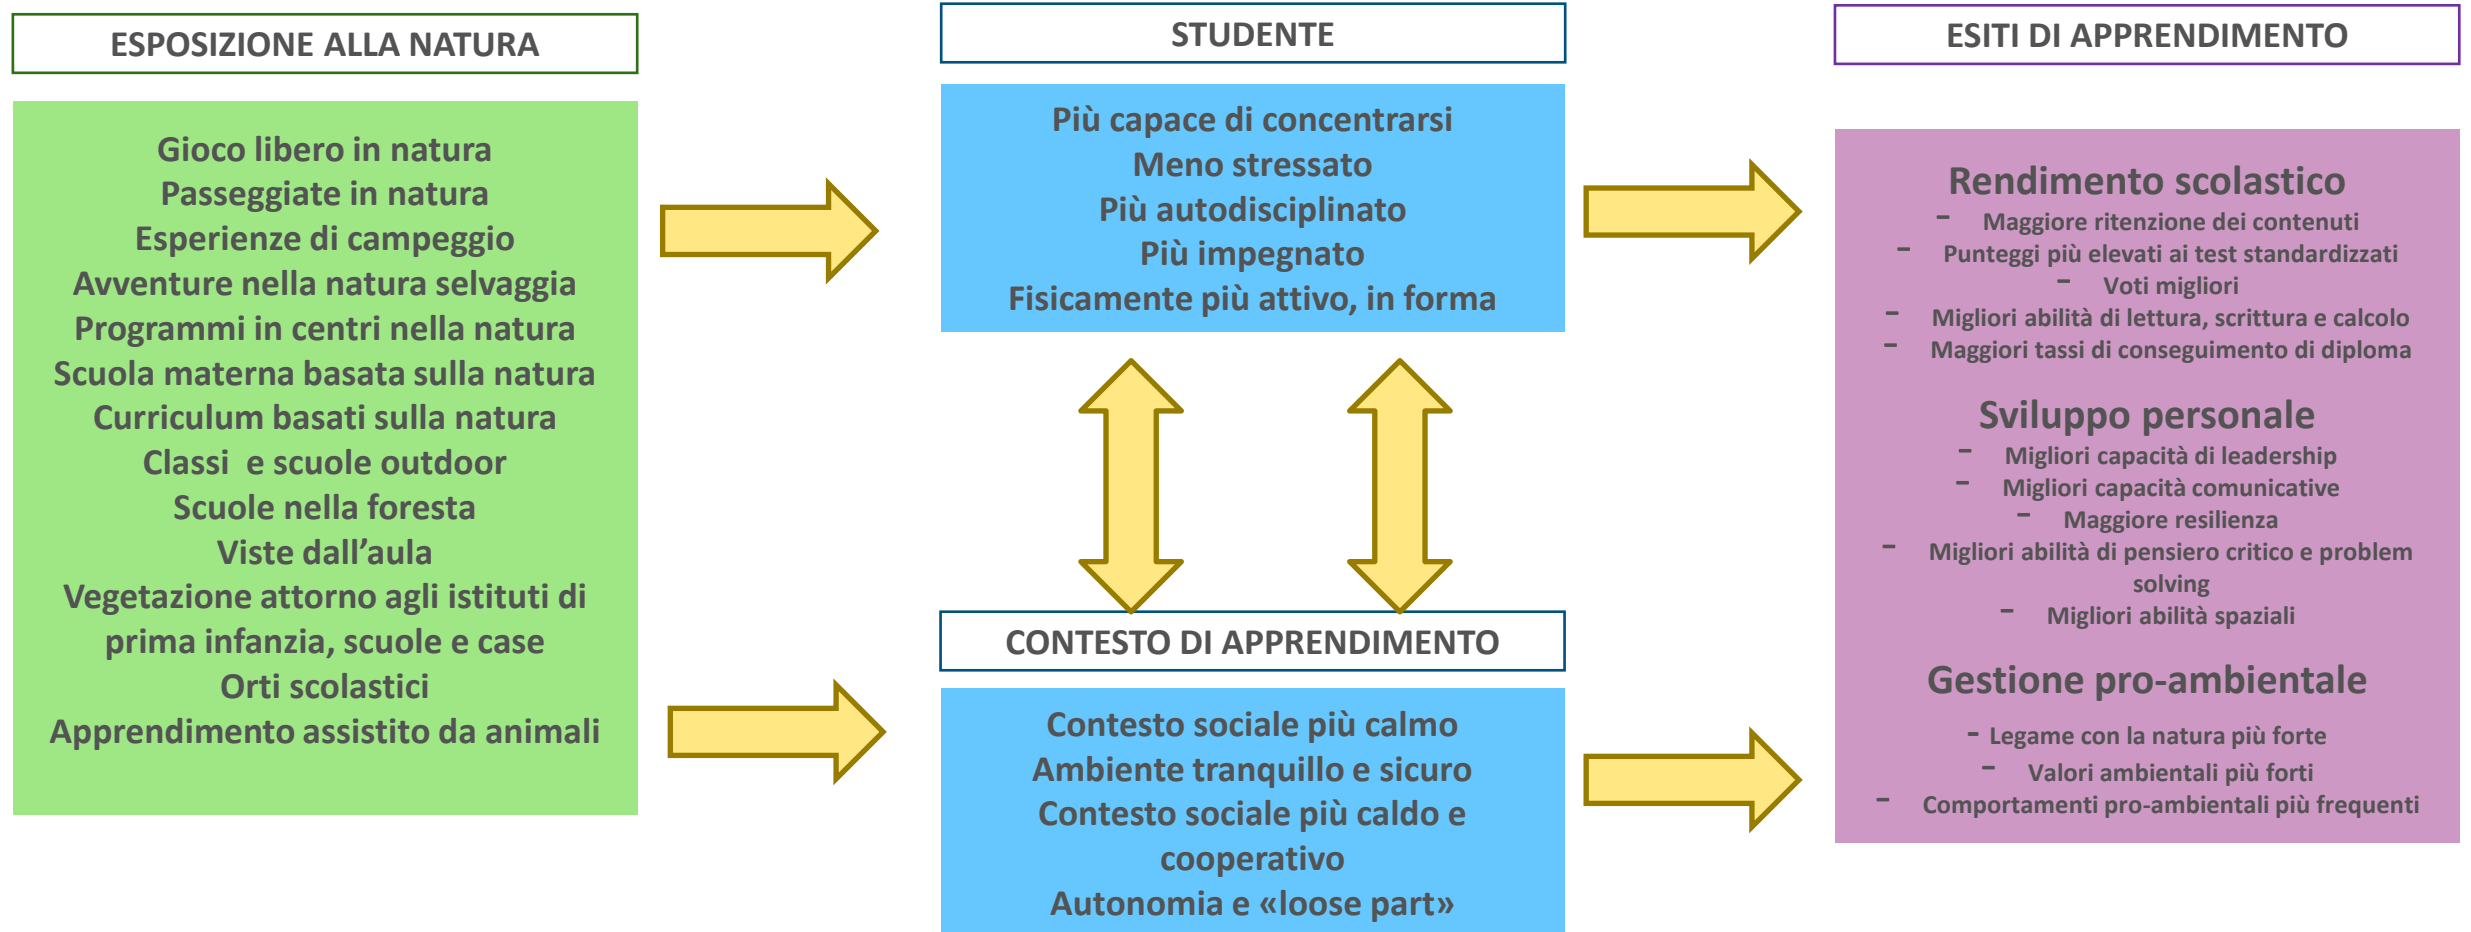 ESPOSIZIONE ALLA NATURA
Gioco libero in natura
Passeggiate in natura
Esperienze di campeggio
Avventure nella natura selvaggia
Programmi in centri nella natura
Scuola materna basata sulla natura
Curriculum basati sulla natura
Classi  e scuole outdoor
Scuole nella foresta
Viste dall’aula
Vegetazione attorno agli istituti di
prima infanzia, scuole e case
Orti scolastici
Apprendimento assistito da animali
STUDENTE
Più capace di concentrarsi
Meno stressato
Più autodisciplinato
Più impegnato
Fisicamente più attivo, in forma
CONTESTO DI APPRENDIMENTO
Contesto sociale più calmo
Ambiente tranquillo e sicuro
Contesto sociale più caldo e
cooperativo
Autonomia e «loose part»
ESITI DI APPRENDIMENTO
Rendimento scolastico
- Maggiore ritenzione dei contenuti
- Punteggi più elevati ai test standardizzati
- Voti migliori
- Migliori abilità di lettura, scrittura e calcolo
- Maggiori tassi di conseguimento di diploma
Sviluppo personale
- Migliori capacità di leadership
- Migliori capacità comunicative
- Maggiore resilienza
- Migliori abilità di pensiero critico e problem
solving
- Migliori abilità spaziali
Gestione pro-ambientale
- Legame con la natura più forte
- Valori ambientali più forti
- Comportamenti pro-ambientali più frequenti